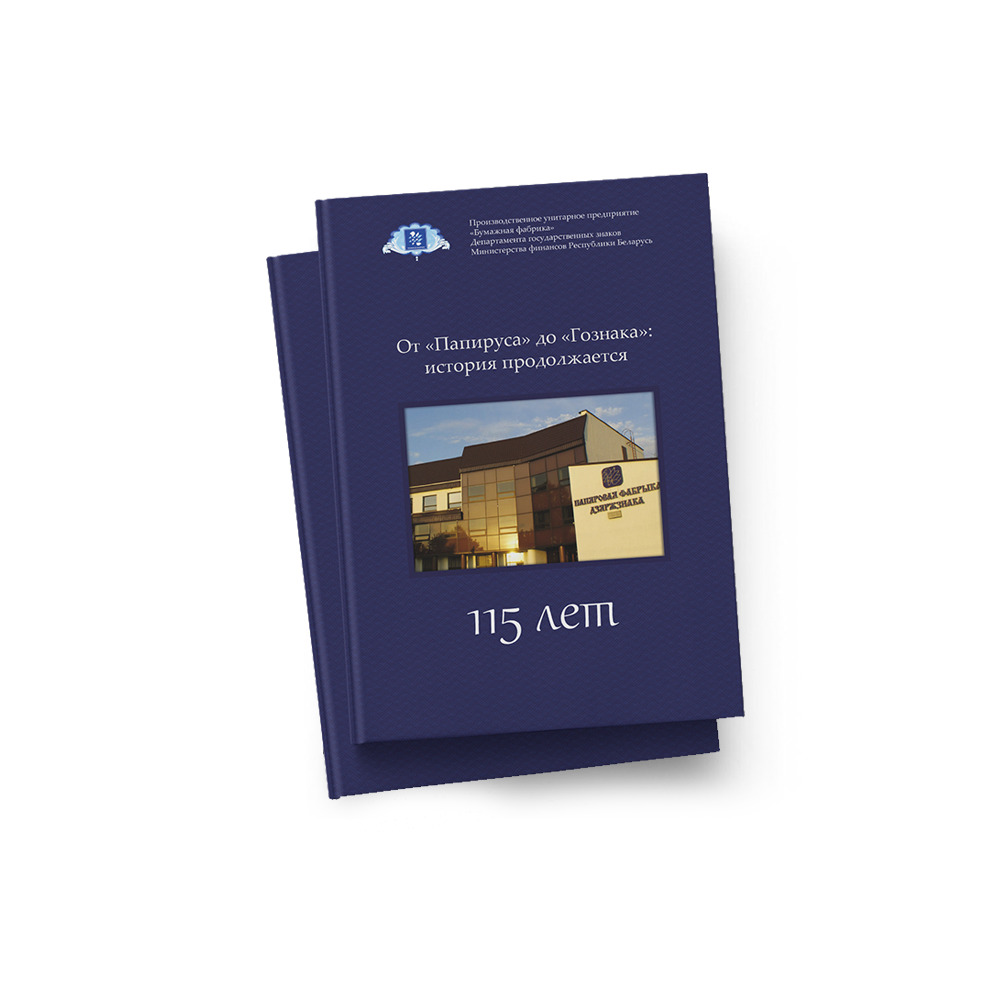 Производственное унитарное предприятие
«Бумажная фабрика»
Департамента государственных знаков
Министерства финансов Республики Беларусь
От «Папируса» до «Гознака»:
история продолжается
ПАПЯРОВАЯ ФАБРЫКА
ДЗЯРЖЗНАКА
115 лет